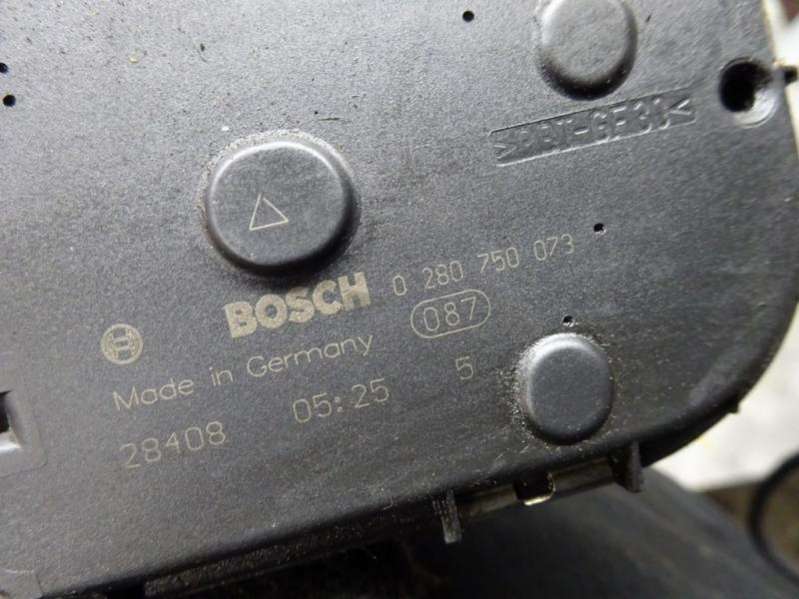 >PBT-GF30<
BOSCH 0 280 750 073
087
Made in Germany
28408 05:25 5